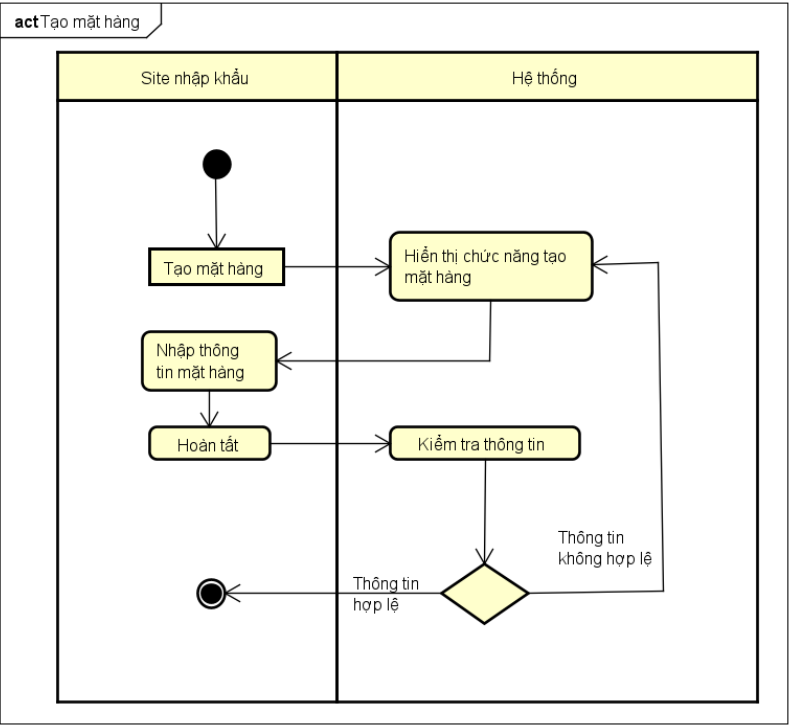 act Tạo mặt hàng
Site nhập khẩu
Hệ thống
Tạo mặt hàng
Hiển thị chức năng tạo
mặt hàng
Nhập thông
tin mặt hàng
Hoàn tất
Kiểm tra thông tin
Thông tin
không hợp lệ
Thông tin
hợp lệ